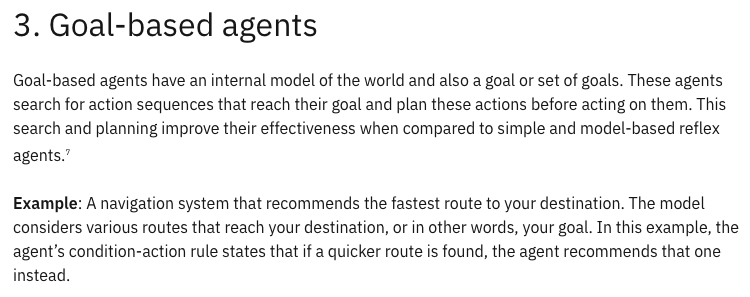 3. Goal-based agents
Goal-based agents have an internal model of the world and also a goal or set of goals. These agents
search for action sequences that reach their goal and plan these actions before acting on them. This
search and planning improve their effectiveness when compared to simple and model-based reflex
agents.⁷
Example: A navigation system that recommends the fastest route to your destination. The model
considers various routes that reach your destination, or in other words, your goal. In this example, the
agent’s condition-action rule states that if a quicker route is found, the agent recommends that one
instead.